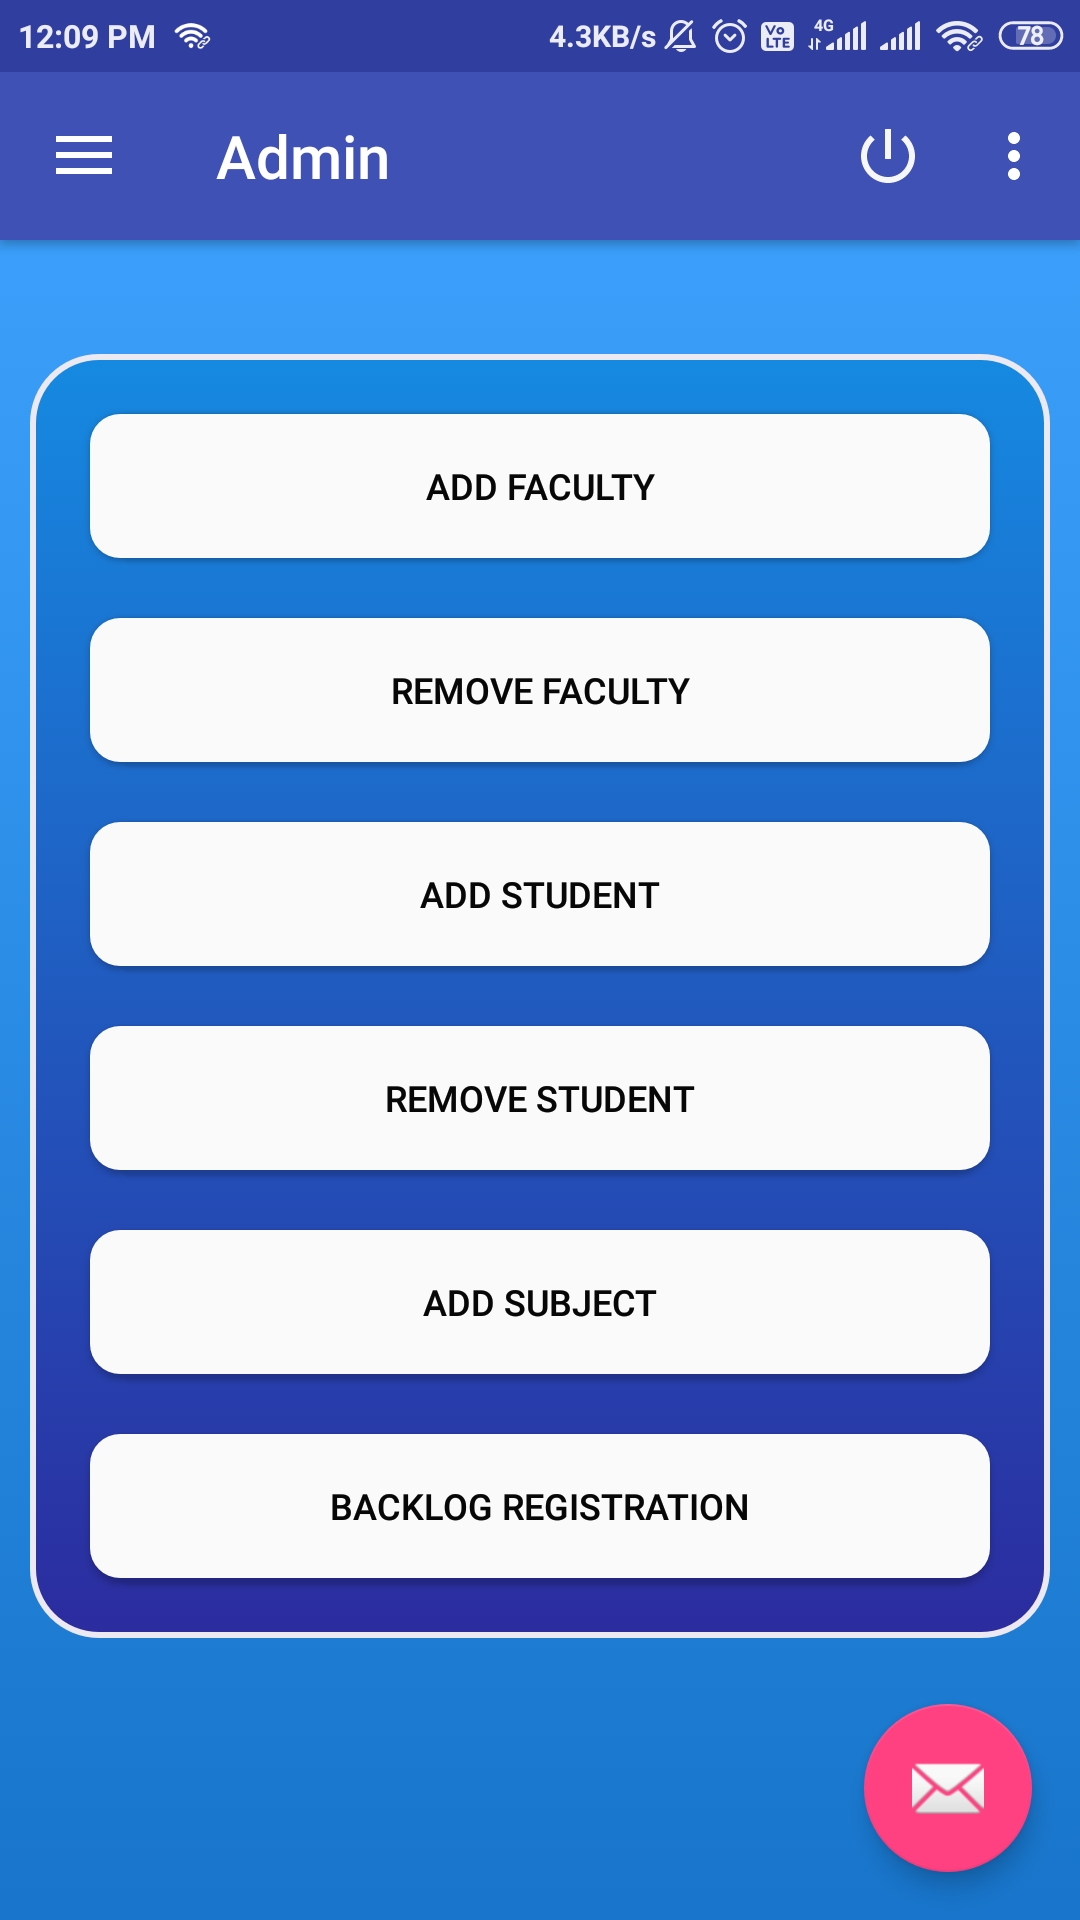 12:09 PM 4.3KB/s Vo LTE 4G 78
Admin
ADD FACULTY
REMOVE FACULTY
ADD STUDENT
REMOVE STUDENT
ADD SUBJECT
BACKLOG REGISTRATION